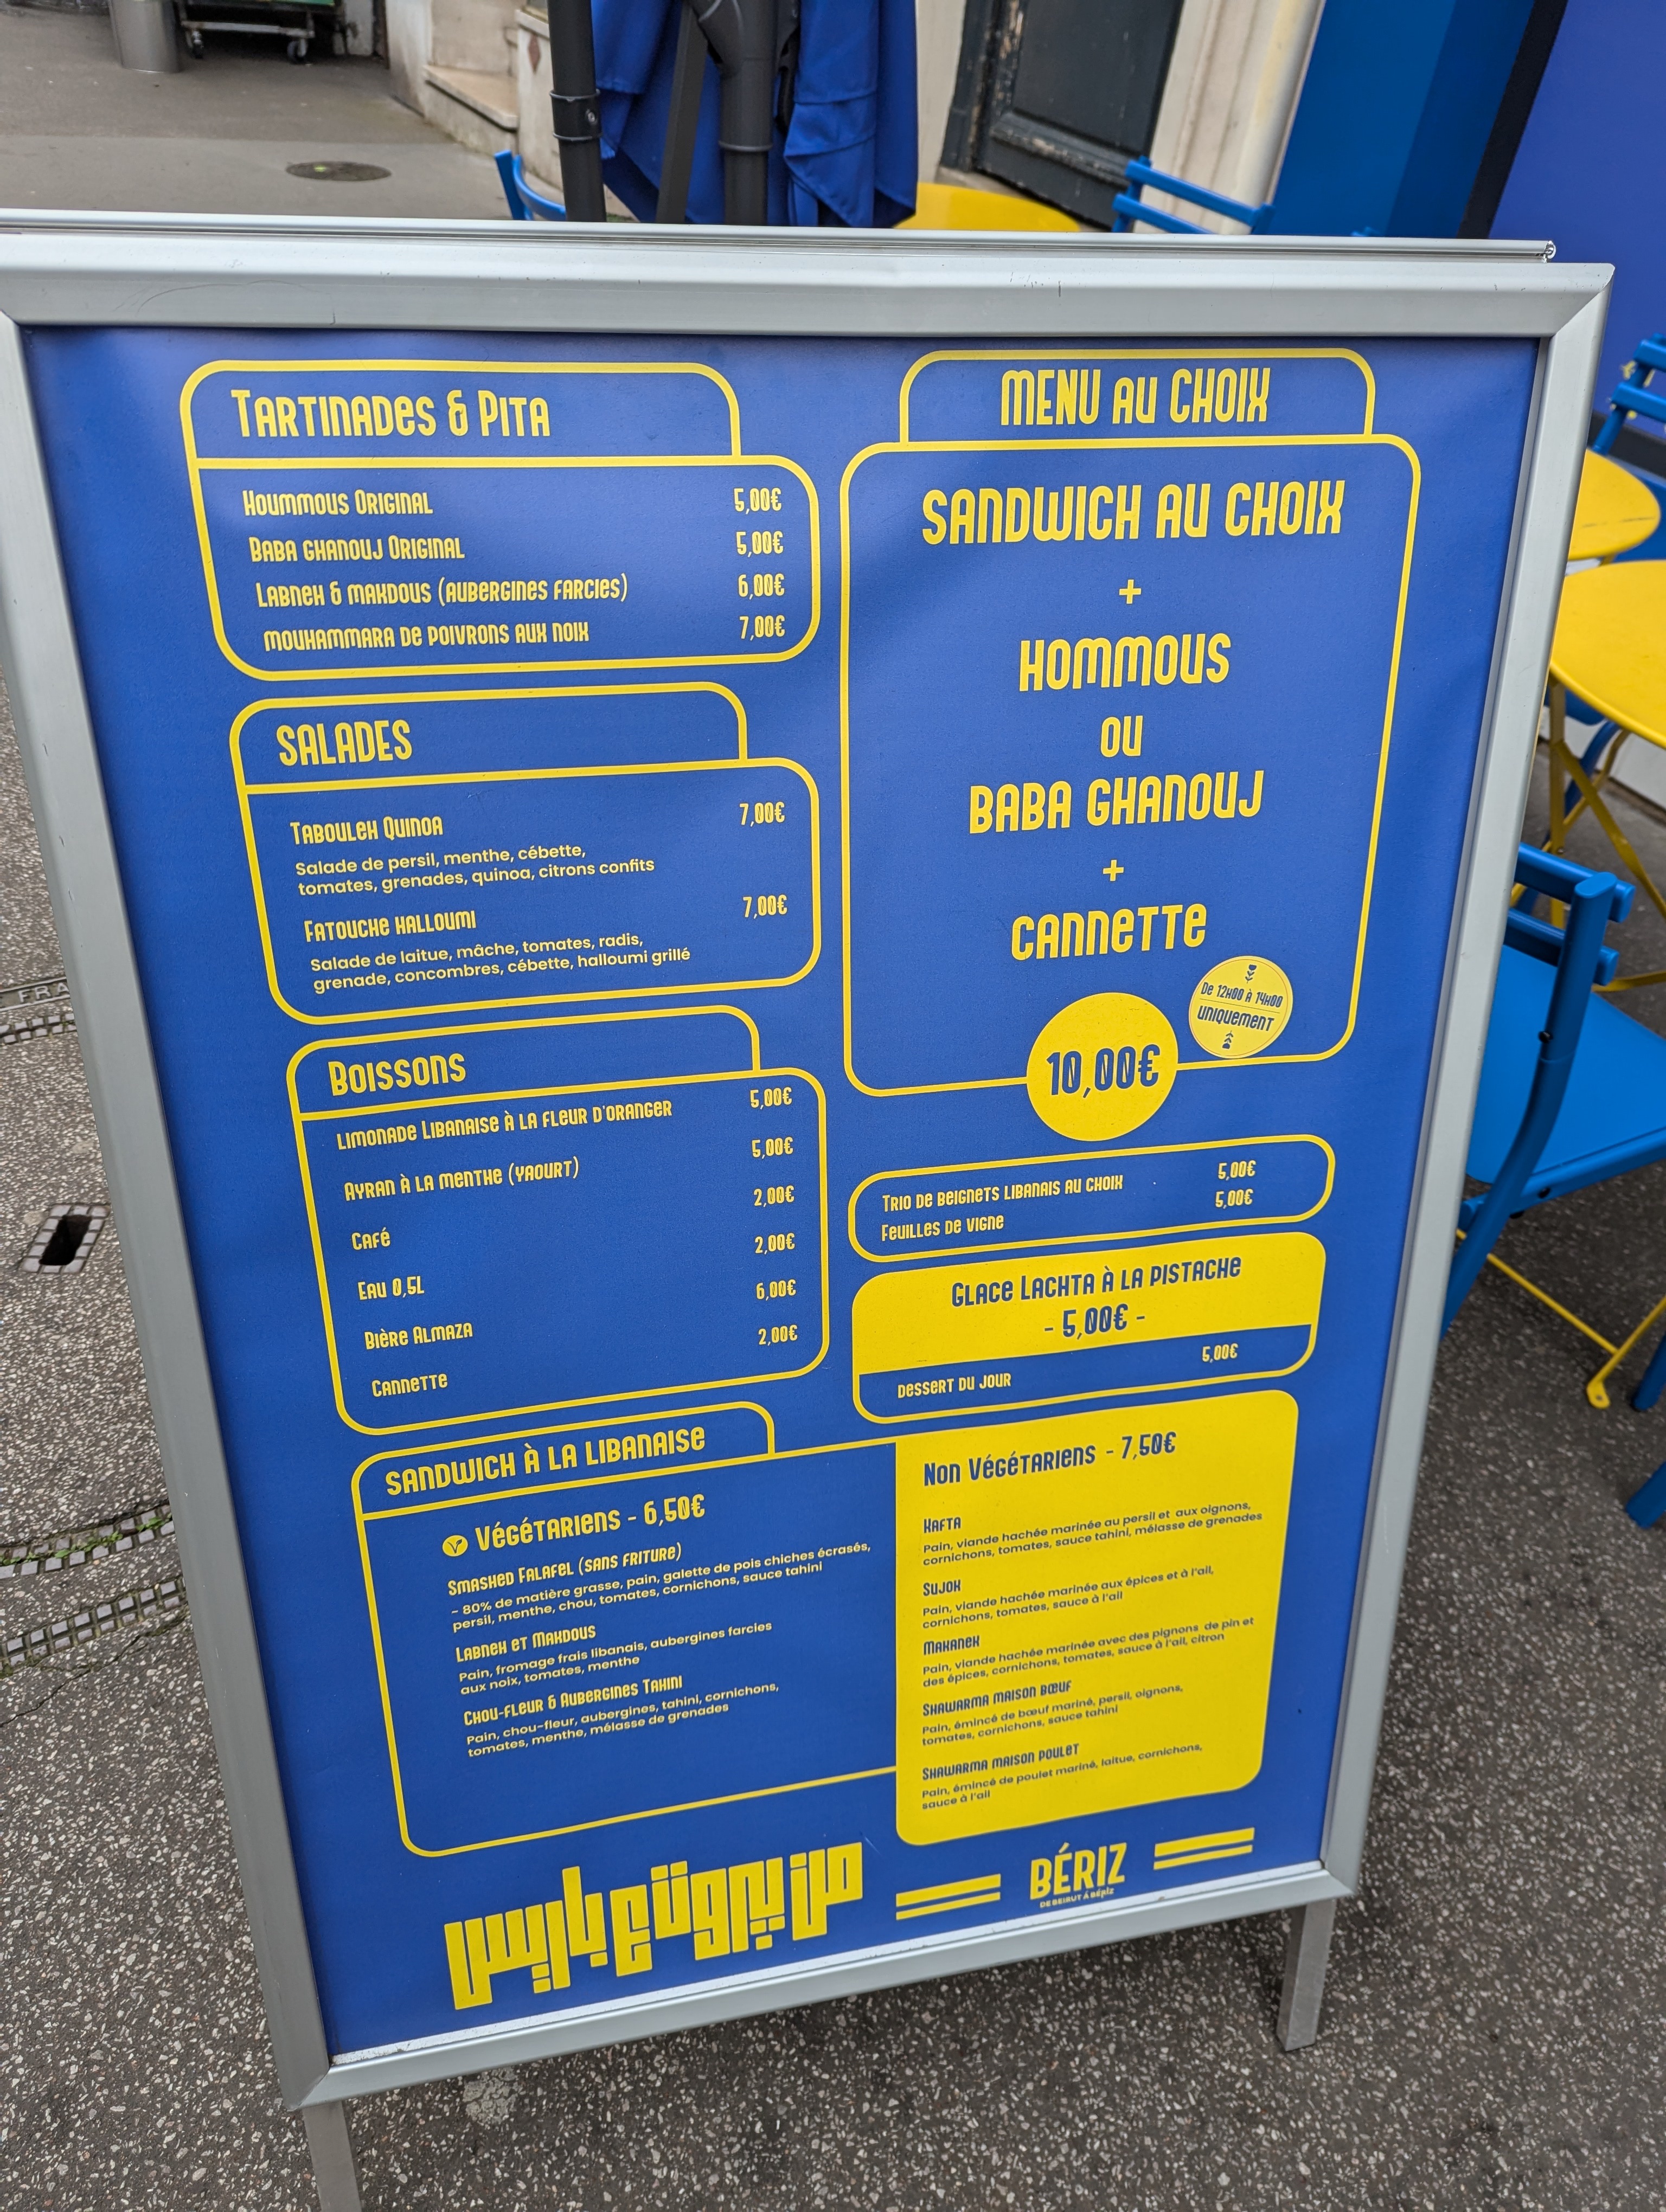 Tartinades & Pita
Hoummous Original 5,00€
Baba ghanouj Original 5,00€
Labneh & makdous (aubergines farcies) 6,00€
mouhammara de poivrons aux noix 7,00€
SALADES
Tabouleh Quinoa 7,00€
Salade de persil, menthe, cébette,
tomates, grenades, quinoa, citrons confits
Fatouche halloumi 7,00€
Salade de laitue, mâche, tomates, radis,
grenade, concombres, cébette, halloumi grillé
Boissons
Limonade Libanaise à la fleur d'oranger 5,00€
Ayran à la menthe (yaourt) 5,00€
Café 2,00€
Eau 0,5L 2,00€
Bière Almaza 6,00€
Cannette 2,00€
MENU au CHOIX
SANDWICH AU CHOIX
+
HOMMOUS
OU
BABA GHANOUJ
+
CANNETTE
De 12H00 À 14H00
uniquement
10,00€
Trio de beignets libanais au choix 5,00€
Feuilles de vigne 5,00€
Glace Lachta à la pistache
- 5,00€ -
Dessert du jour 5,00€
SANDWICH À LA LIBANAISE
Végétariens - 6,50€
Smashed Falafel (sans friture)
- 80% de matière grasse, pain, galette de pois chiches écrasés,
persil, menthe, chou, tomates, cornichons, sauce tahini
Labneh et Makdous
Pain, fromage frais libanais, aubergines farcies
aux noix, tomates, menthe
Chou-fleur & Aubergines Tahini
Pain, chou-fleur, aubergines, tahini, cornichons,
tomates, menthe, mélasse de grenades
Non Végétariens - 7,50€
Kafta
Pain, viande hachée marinée au persil et aux oignons,
cornichons, tomates, sauce tahini, mélasse de grenades
Sujok
Pain, viande hachée marinée aux épices et à l'ail,
cornichons, tomates, sauce à l'ail
Makanek
Pain, viande hachée marinée avec des pignons de pin et
des épices, cornichons, tomates, sauce à l'ail, citron
Shawarma maison bœuf
Pain, émincé de bœuf mariné, persil, oignons,
tomates, cornichons, sauce tahini
Shawarma maison poulet
Pain, émincé de poulet mariné, laitue, cornichons,
sauce à l'ail
من بيروت ع باريس
BÉRIZ
DE BEIRUT À BÉRIZ
FRA